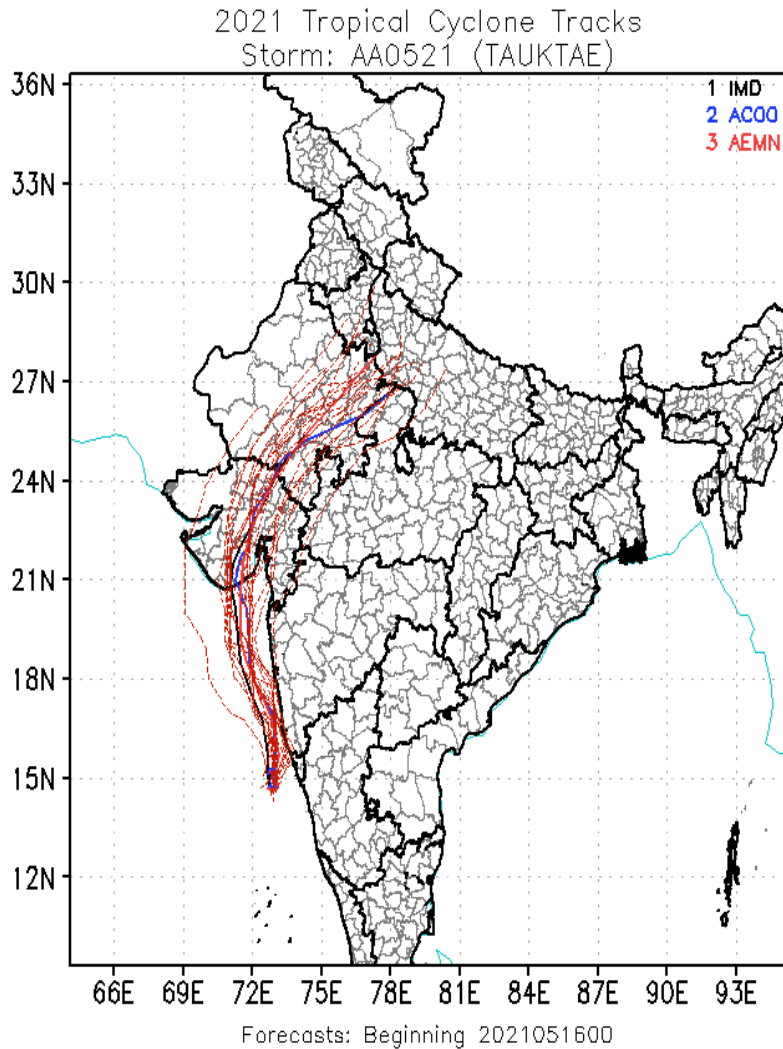 2021 Tropical Cyclone Tracks
Storm: AA0521 (TAUKTAE)
1 IMD
2 AC00
3 AEMN
36N
33N
30N
27N
24N
21N
18N
15N
12N
66E 69E 72E 75E 78E 81E 84E 87E 90E 93E
Forecasts: Beginning 2021051600